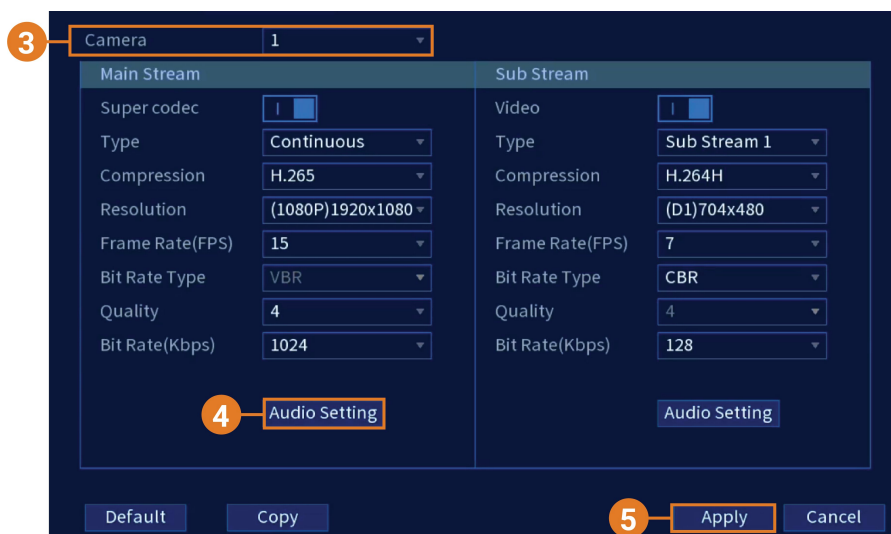 3 Camera 1
Main Stream Sub Stream
Super codec I Video I
Type Continuous Type Sub Stream 1
Compression H.265 Compression H.264H
Resolution (1080P)1920x1080 Resolution (D1)704x480
Frame Rate(FPS) 15 Frame Rate(FPS) 7
Bit Rate Type VBR Bit Rate Type CBR
Quality 4 Quality 4
Bit Rate(Kbps) 1024 Bit Rate(Kbps) 128
4 Audio Setting Audio Setting
Default Copy 5 Apply Cancel